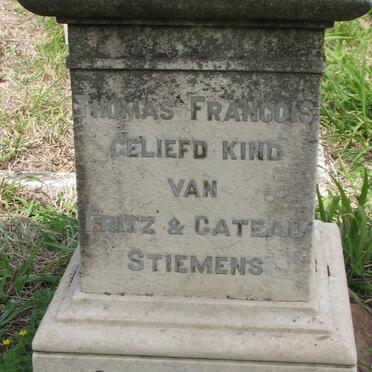 THOMAS FRANCOIS
GELIEFD KIND
VAN
FRITZ & CATEAU
STIEMENS